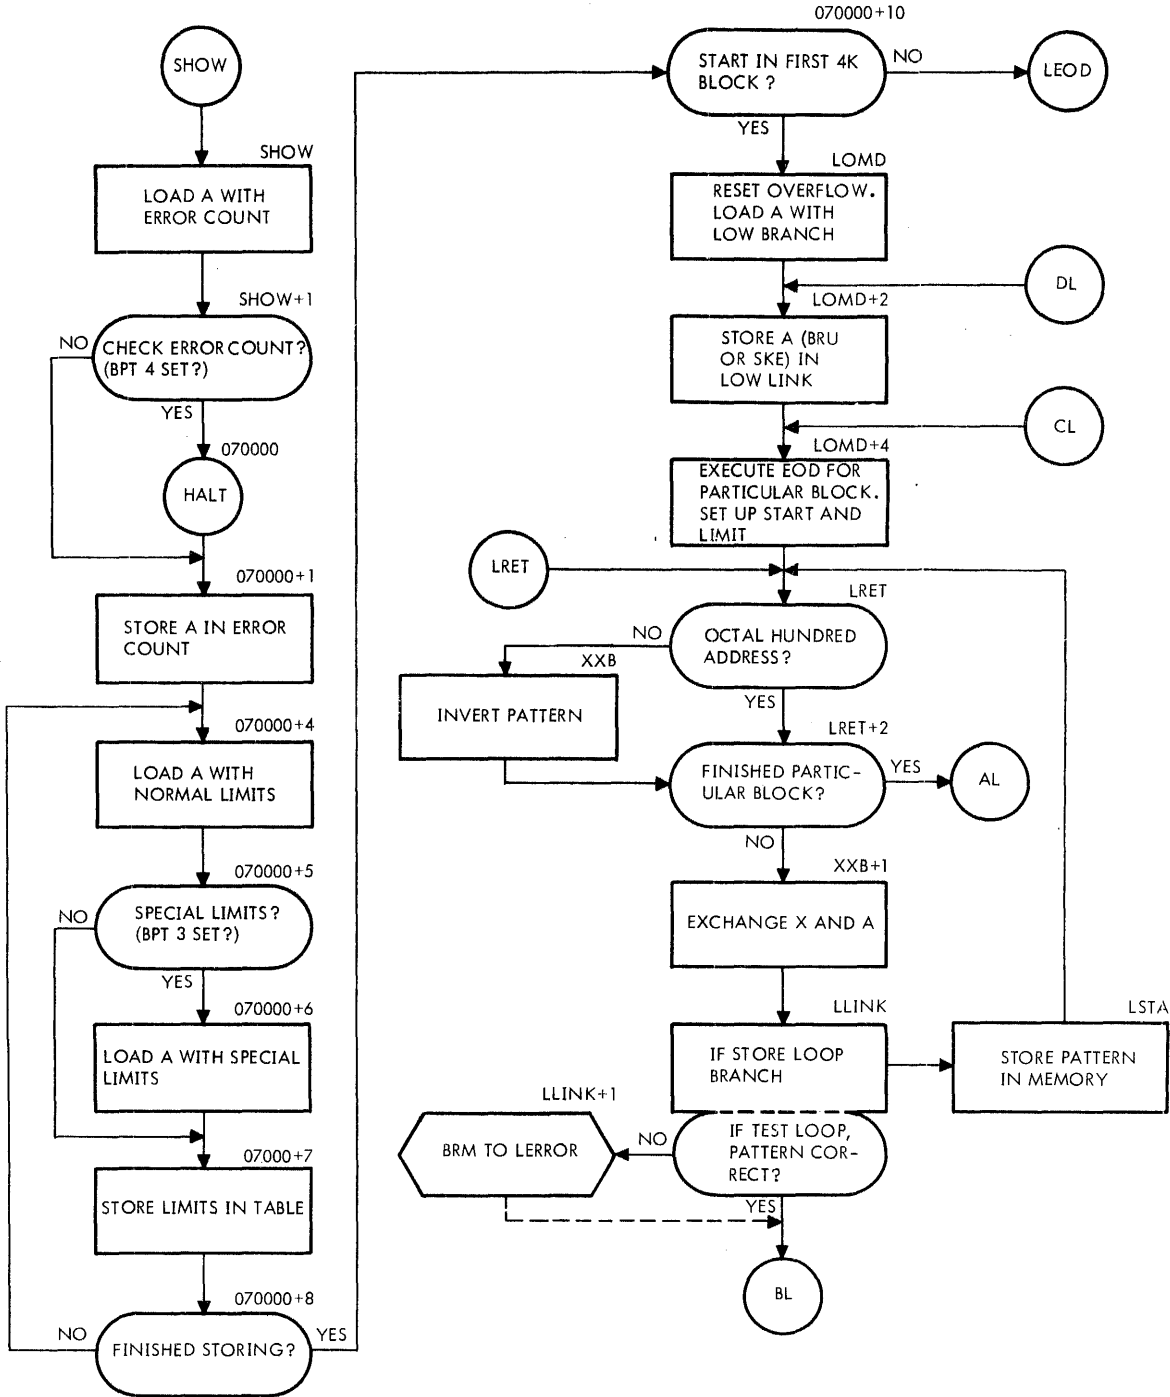 SHOW
SHOW
LOAD A WITH
ERROR COUNT
SHOW+1
NO
CHECK ERROR COUNT?
(BPT 4 SET?)
YES
070000
HALT
070000+1
STORE A IN ERROR
COUNT
070000+4
LOAD A WITH
NORMAL LIMITS
070000+5
NO
SPECIAL LIMITS?
(BPT 3 SET?)
YES
070000+6
LOAD A WITH SPECIAL
LIMITS
07000+7
STORE LIMITS IN TABLE
070000+8
NO
FINISHED STORING?
YES
070000+10
START IN FIRST 4K
BLOCK?
NO
LEOD
YES
LOMD
RESET OVERFLOW.
LOAD A WITH
LOW BRANCH
DL
LOMD+2
STORE A (BRU
OR SKE) IN
LOW LINK
CL
LOMD+4
EXECUTE EOD FOR
PARTICULAR BLOCK.
SET UP START AND
LIMIT
LRET
LRET
NO
OCTAL HUNDRED
ADDRESS?
XXB
INVERT PATTERN
YES
LRET+2
FINISHED PARTIC-
ULAR BLOCK?
YES
AL
NO
XXB+1
EXCHANGE X AND A
LLINK
IF STORE LOOP
BRANCH
LSTA
STORE PATTERN
IN MEMORY
LLINK+1
BRM TO LERROR
NO
IF TEST LOOP,
PATTERN COR-
RECT?
YES
BL